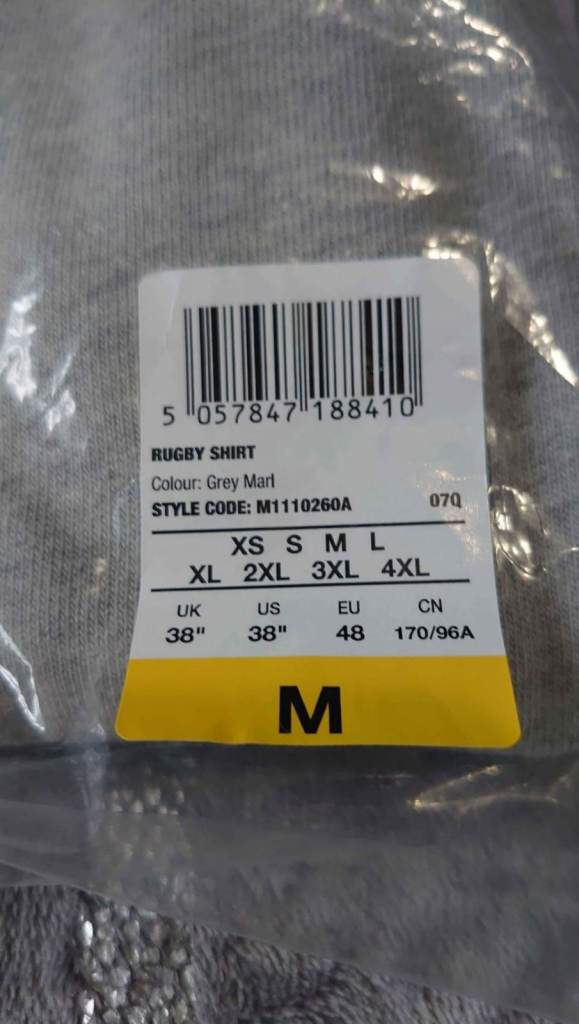 5 057847 188410
RUGBY SHIRT
Colour: Grey Marl
STYLE CODE: M1110260A 07Q
XS S M L
XL 2XL 3XL 4XL
UK US EU CN
38" 38" 48 170/96A
M